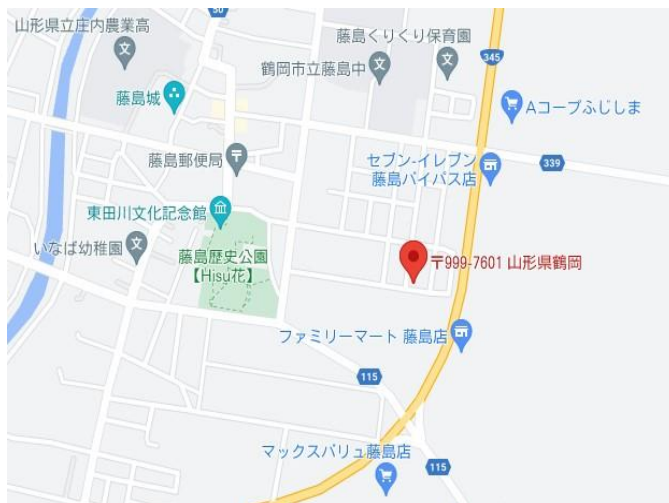 50
山形県立庄内農業高
藤島くりくり保育園
345
鶴岡市立藤島中
藤島城
Aコープふじしま
藤島郵便局
セブン-イレブン
藤島バイパス店
339
東田川文化記念館
いなば幼稚園
藤島歴史公園
【Hisu花】
〒999-7601 山形県鶴岡
ファミリーマート 藤島店
115
マックスバリュ藤島店
115